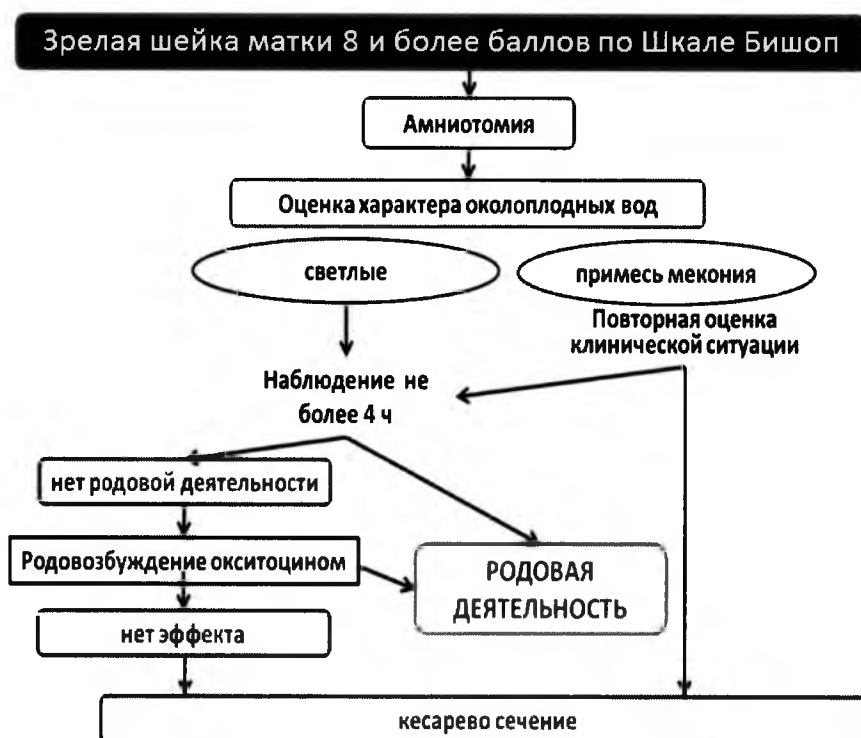 Зрелая шейка матки 8 и более баллов по Шкале Бишоп
Амниотомия
Оценка характера околоплодных вод
светлые
примесь мекония
Повторная оценка
клинической ситуации
Наблюдение не
более 4 ч
нет родовой деятельности
Родовозбуждение окситоцином
РОДОВАЯ
ДЕЯТЕЛЬНОСТЬ
нет эффекта
кесарево сечение